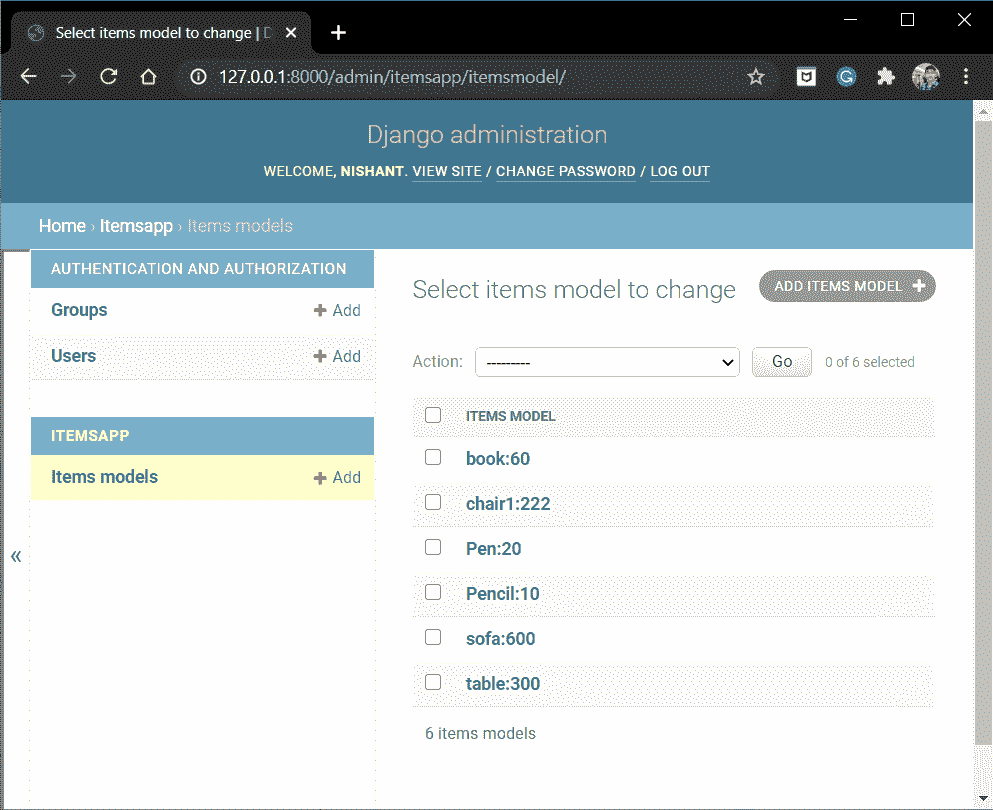 Select items model to change | D
127.0.0.1:8000/admin/itemsapp/itemsmodel/
Django administration
WELCOME, NISHANT. VIEW SITE / CHANGE PASSWORD / LOG OUT
Home › Itemsapp › Items models
AUTHENTICATION AND AUTHORIZATION
Groups + Add
Users + Add
ITEMSAPP
Items models + Add
«
Select items model to change
ADD ITEMS MODEL +
Action: --------- Go 0 of 6 selected
ITEMS MODEL
book:60
chair1:222
Pen:20
Pencil:10
sofa:600
table:300
6 items models